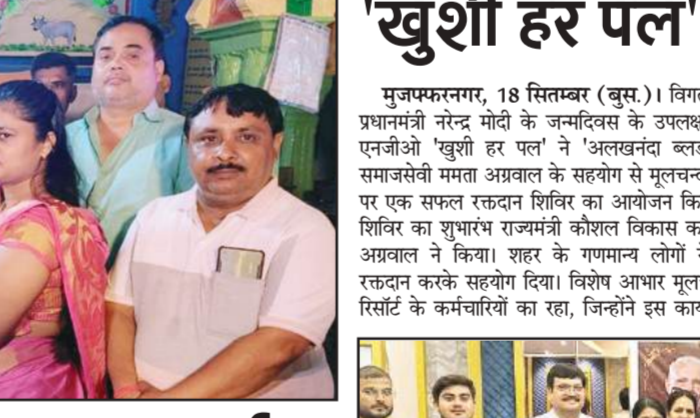 'खुशी हर पल'
मुजफ्फरनगर, 18 सितम्बर (बुस.)। विगत
प्रधानमंत्री नरेन्द्र मोदी के जन्मदिवस के उपलक्ष
एनजीओ 'खुशी हर पल' ने 'अलखनंदा ब्लड
समाजसेवी ममता अग्रवाल के सहयोग से मूलचन्द
पर एक सफल रक्तदान शिविर का आयोजन कि
शिविर का शुभारंभ राज्यमंत्री कौशल विकास क
अग्रवाल ने किया। शहर के गणमान्य लोगों
रक्तदान करके सहयोग दिया। विशेष आभार मूल
रिसॉर्ट के कर्मचारियों का रहा, जिन्होंने इस कार्य